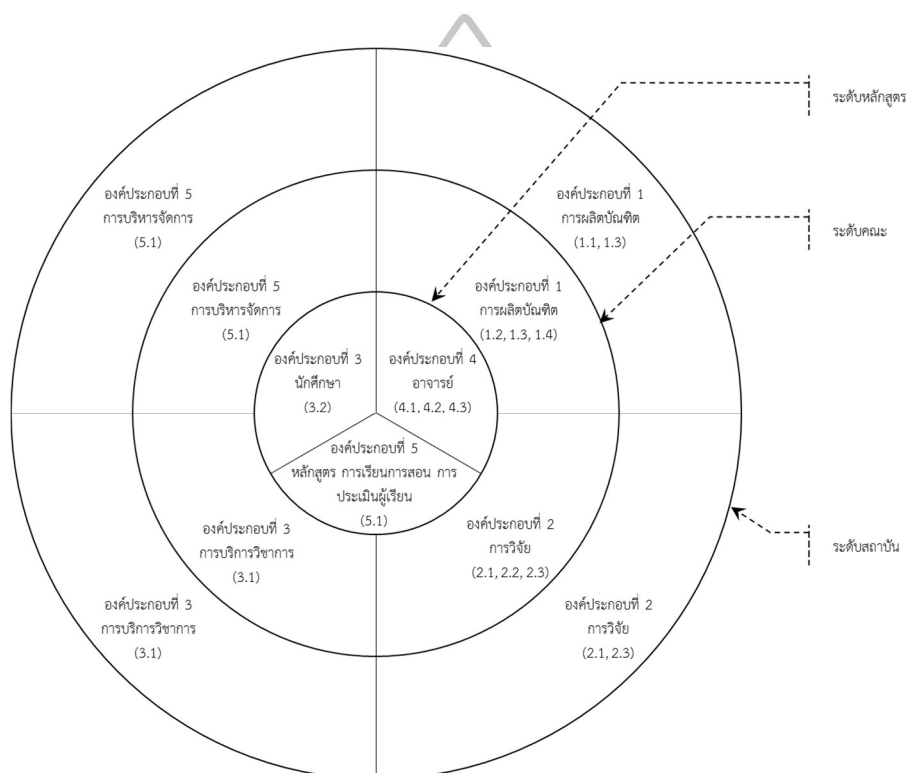 ระดับหลักสูตร
องค์ประกอบที่ 5
การบริหารจัดการ
(5.1)
องค์ประกอบที่ 1
การผลิตบัณฑิต
(1.1, 1.3)
ระดับคณะ
องค์ประกอบที่ 5
การบริหารจัดการ
(5.1)
องค์ประกอบที่ 1
การผลิตบัณฑิต
(1.2, 1.3, 1.4)
องค์ประกอบที่ 3
นักศึกษา
(3.2)
องค์ประกอบที่ 4
อาจารย์
(4.1, 4.2, 4.3)
องค์ประกอบที่ 5
หลักสูตร การเรียนการสอน การ
ประเมินผู้เรียน
(5.1)
องค์ประกอบที่ 3
การบริการวิชาการ
(3.1)
องค์ประกอบที่ 2
การวิจัย
(2.1, 2.2, 2.3)
ระดับสถาบัน
องค์ประกอบที่ 3
การบริการวิชาการ
(3.1)
องค์ประกอบที่ 2
การวิจัย
(2.1, 2.3)